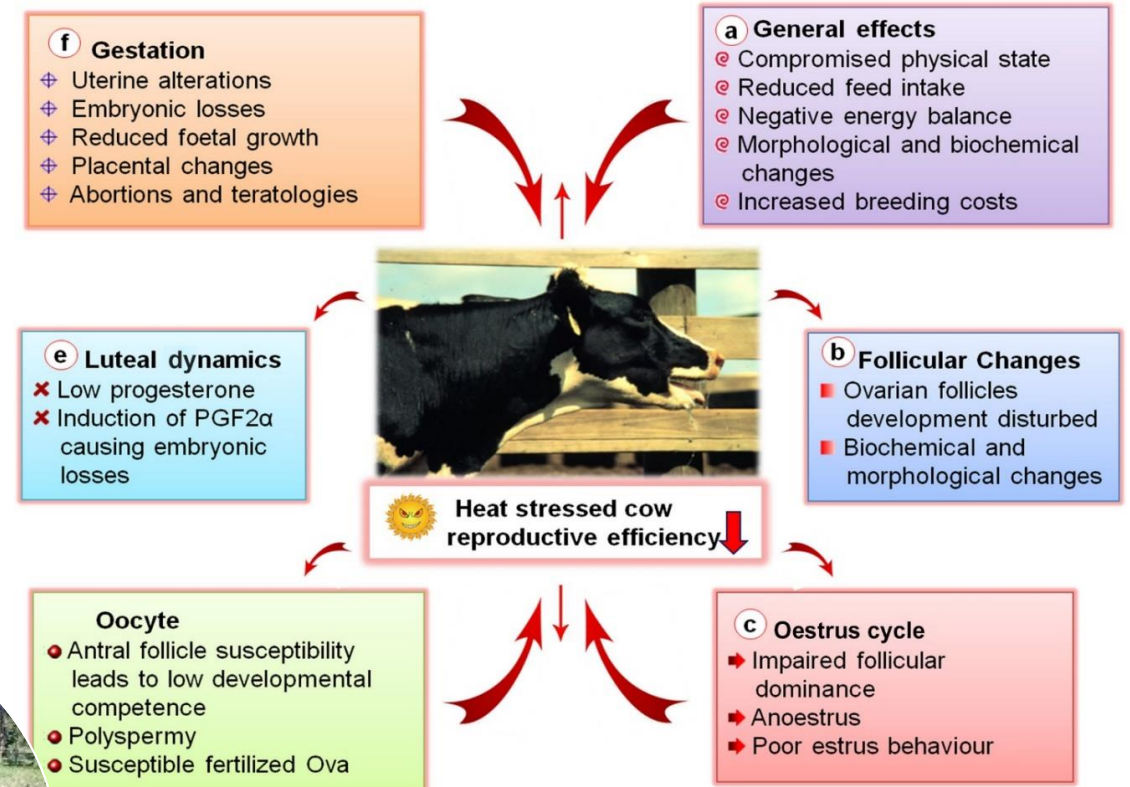 f Gestation
Uterine alterations
Embryonic losses
Reduced foetal growth
Placental changes
Abortions and teratologies
a General effects
Compromised physical state
Reduced feed intake
Negative energy balance
Morphological and biochemical
changes
Increased breeding costs
e Luteal dynamics
Low progesterone
Induction of PGF2α
causing embryonic
losses
b Follicular Changes
Ovarian follicles
development disturbed
Biochemical and
morphological changes
Heat stressed cow
reproductive efficiency
Oocyte
Antral follicle susceptibility
leads to low developmental
competence
Polyspermy
Susceptible fertilized Ova
c Oestrus cycle
Impaired follicular
dominance
Anoestrus
Poor estrus behaviour